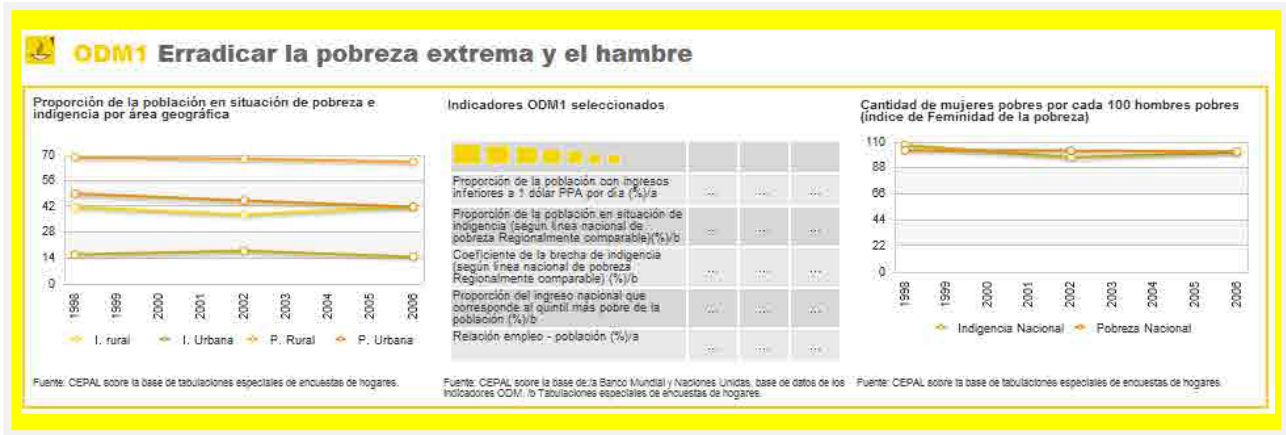 ODM1 Erradicar la pobreza extrema y el hambre
Proporción de la población en situación de pobreza e
indigencia por área geográfica
70
56
42
28
14
0
1998
1999
2000
2001
2002
2003
2004
2005
2006
I. rural
I. Urbana
P. Rural
P. Urbana
Fuente: CEPAL sobre la base de tabulaciones especiales de encuestas de hogares.
Indicadores ODM1 seleccionados
Proporción de la población con ingresos
inferiores a 1 dólar PPA por día (%)/a
... ... ...
Proporción de la población en situación de
indigencia (según línea nacional de
pobreza Regionalmente comparable)(%)/b
... ... ...
Coeficiente de la brecha de indigencia
(según línea nacional de pobreza
Regionalmente comparable) (%)/b
... ... ...
Proporción del ingreso nacional que
corresponde al quintil más pobre de la
población (%)/b
... ... ...
Relación empleo - población (%)/a
... ... ...
Fuente: CEPAL sobre la base de:/a Banco Mundial y Naciones Unidas, base de datos de los
Indicadores ODM. /b Tabulaciones especiales de encuestas de hogares.
Cantidad de mujeres pobres por cada 100 hombres pobres
(índice de Feminidad de la pobreza)
110
88
66
44
22
0
1998
1999
2000
2001
2002
2003
2004
2005
2006
Indigencia Nacional
Pobreza Nacional
Fuente: CEPAL sobre la base de tabulaciones especiales de encuestas de hogares.